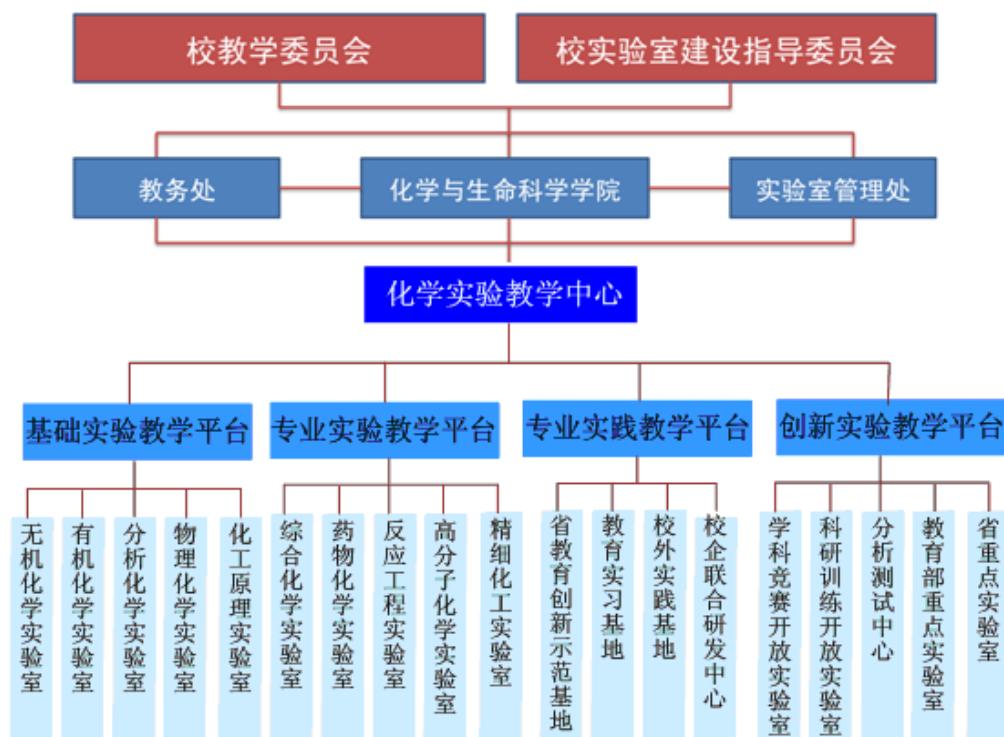 校教学委员会
校实验室建设指导委员会
教务处
化学与生命科学学院
实验室管理处
化学实验教学中心
基础实验教学平台
专业实验教学平台
专业实践教学平台
创新实验教学平台
无机化学实验室
有机化学实验室
分析化学实验室
物理化学实验室
化工原理实验室
综合化学实验室
药物化学实验室
反应工程实验室
高分子化学实验室
精细化工实验室
省教育创新示范基地
教育实习基地
校外实践基地
校企联合研发中心
学科竞赛开放实验室
科研训练开放实验室
分析测试中心
教育部重点实验室
省重点实验室